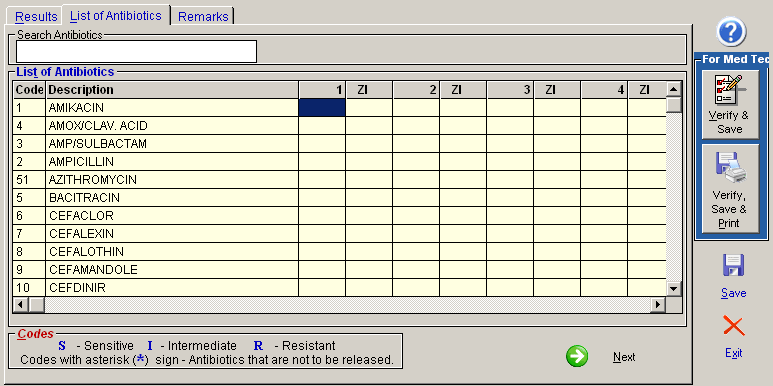 Results List of Antibiotics Remarks
Search Antibiotics
List of Antibiotics
Code Description 1 ZI 2 ZI 3 ZI 4 ZI
1 AMIKACIN
4 AMOX/CLAV. ACID
3 AMP/SULBACTAM
2 AMPICILLIN
51 AZITHROMYCIN
5 BACITRACIN
6 CEFACLOR
7 CEFALEXIN
8 CEFALOTHIN
9 CEFAMANDOLE
10 CEFDINIR
Codes
S - Sensitive I - Intermediate R - Resistant
Codes with asterisk (*) sign - Antibiotics that are not to be released.
Next
For Med Tec
Verify &
Save
Verify,
Save &
Print
Save
Exit